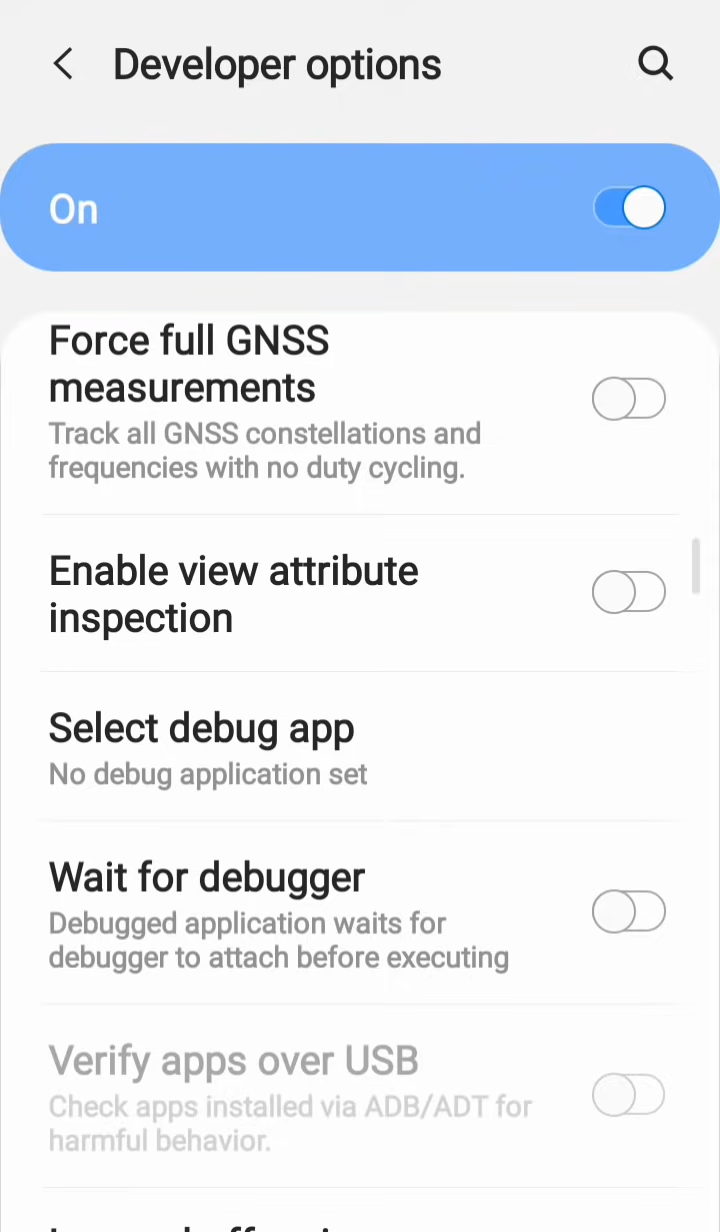 Developer options
On
Force full GNSS
measurements
Track all GNSS constellations and
frequencies with no duty cycling.
Enable view attribute
inspection
Select debug app
No debug application set
Wait for debugger
Debugged application waits for
debugger to attach before executing
Verify apps over USB
Check apps installed via ADB/ADT for
harmful behavior.